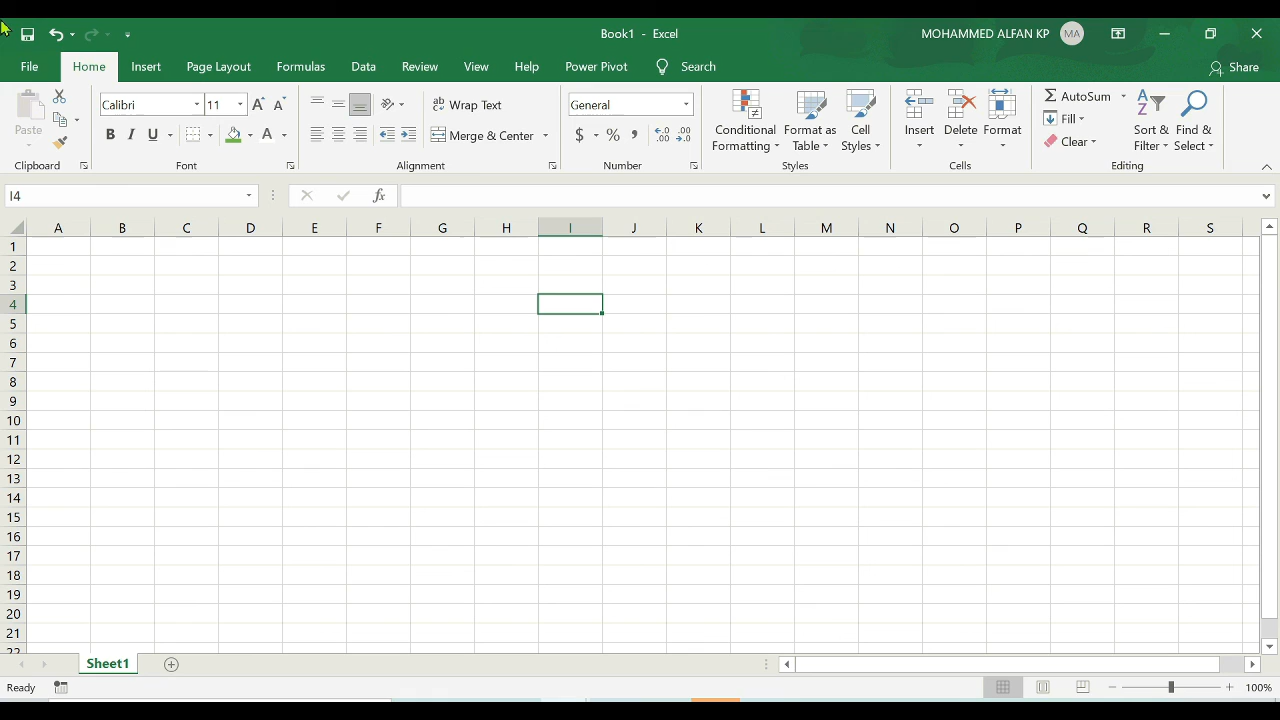 Book1 - Excel
MOHAMMED ALFAN KP
MA
File
Home
Insert
Page Layout
Formulas
Data
Review
View
Help
Power Pivot
Search
Share
Paste
Calibri
11
B I U
A
ab
c
Wrap Text
Merge & Center
General
$ % ,
Conditional
Formatting
Format as
Table
Cell
Styles
Insert
Delete
Format
AutoSum
Fill
Clear
Sort &
Filter
Find &
Select
Clipboard
Font
Alignment
Number
Styles
Cells
Editing
I4
fx
A B C D E F G H I J K L M N O P Q R S
1
2
3
4
5
6
7
8
9
10
11
12
13
14
15
16
17
18
19
20
21
22
Sheet1
Ready
100%